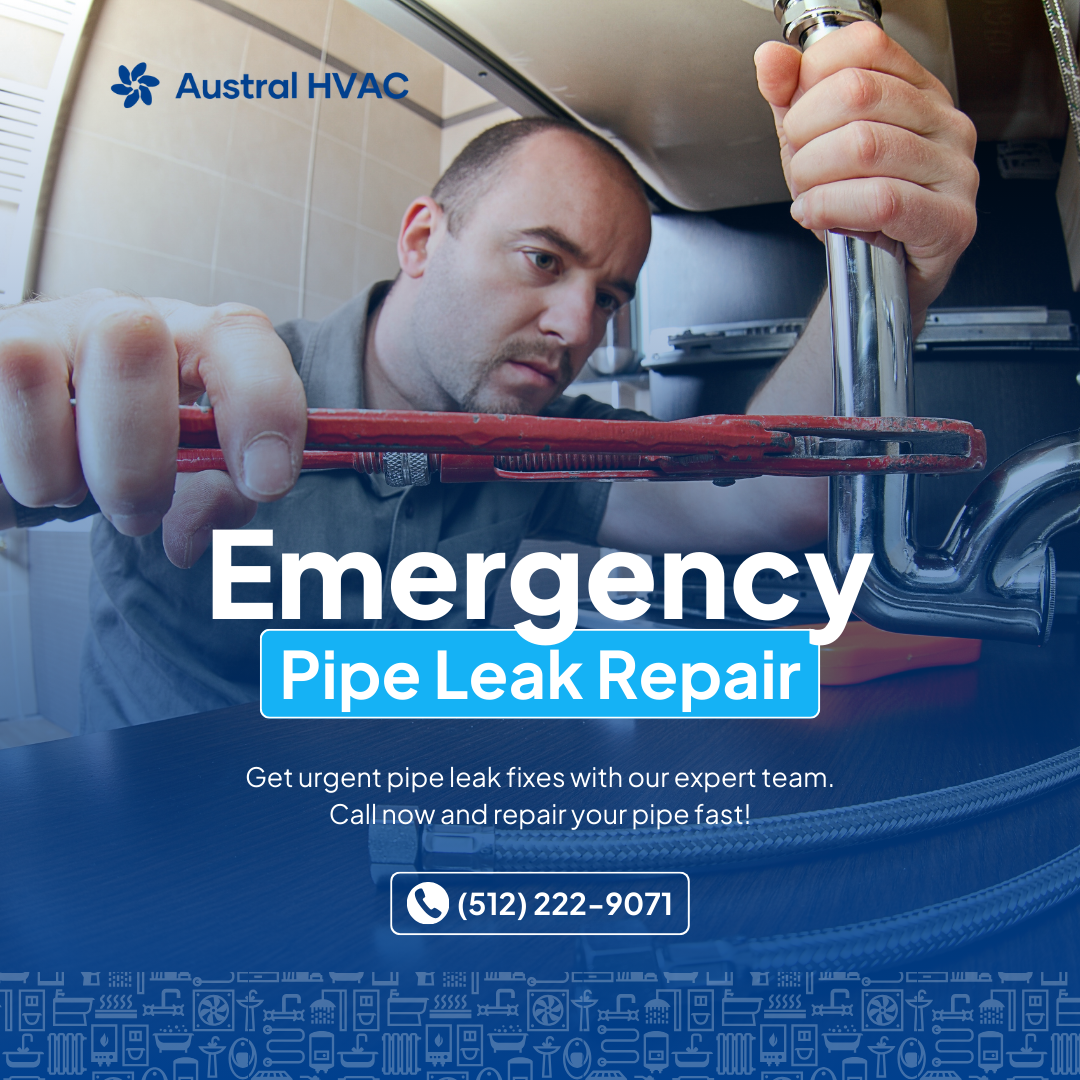 Austral HVAC
Emergency
Pipe Leak Repair
Get urgent pipe leak fixes with our expert team.
Call now and repair your pipe fast!
(512) 222-9071